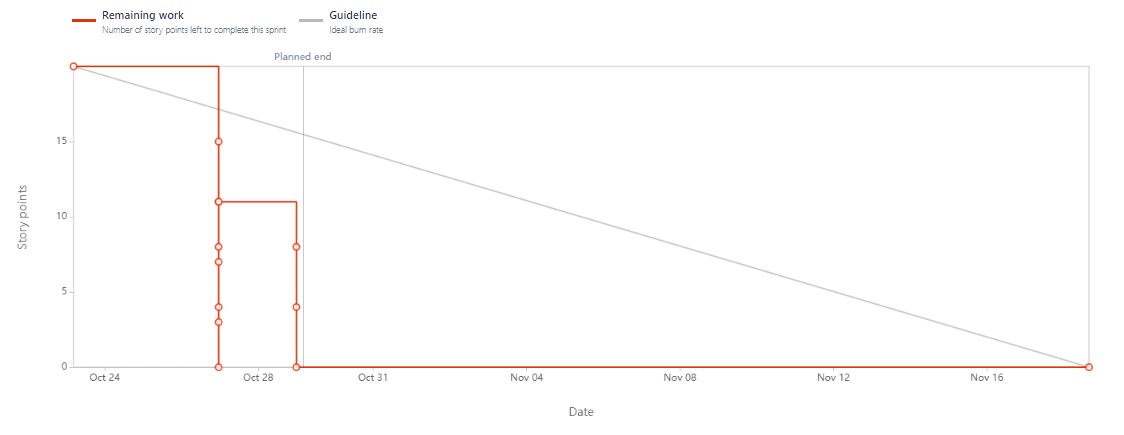 Remaining work
Number of story points left to complete this sprint
Guideline
Ideal burn rate
Planned end
15
10
5
0
Story points
Oct 24
Oct 28
Oct 31
Nov 04
Nov 08
Nov 12
Nov 16
Date